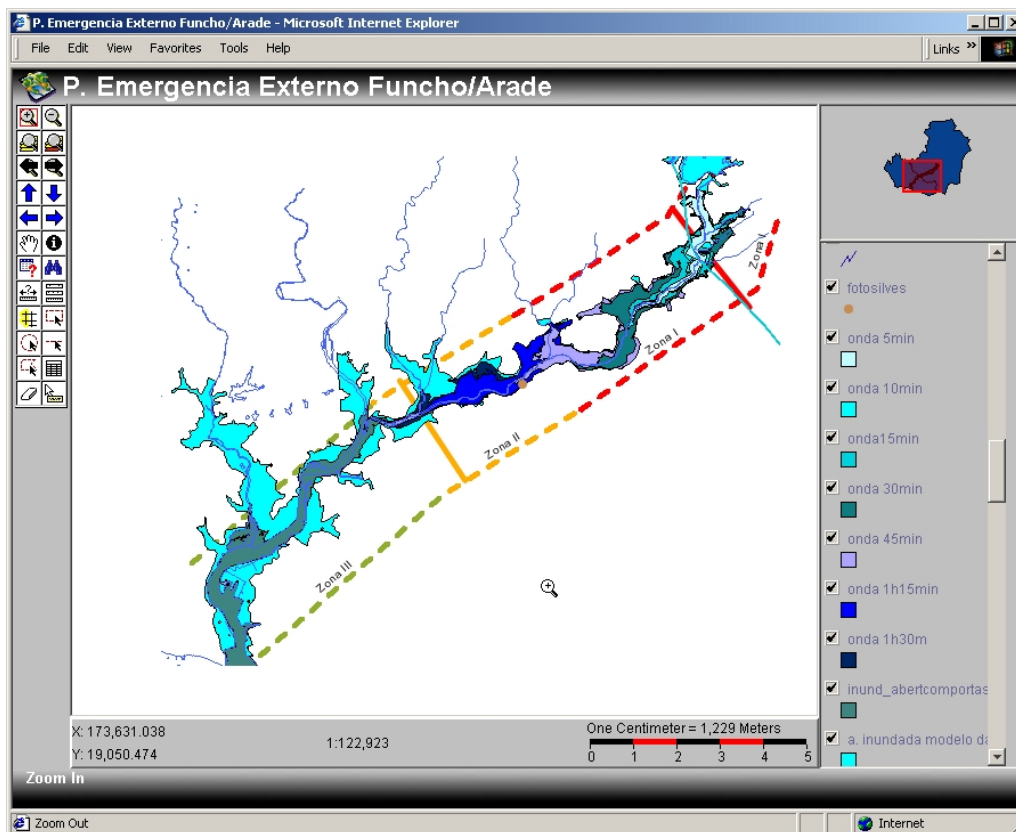 P. Emergencia Externo Funcho/Arade - Microsoft Internet Explorer
File Edit View Favorites Tools Help
Links »
P. Emergencia Externo Funcho/Arade
Zona I
Zona I
Zona II
Zona III
fotosilves
onda 5min
onda 10min
onda15min
onda 30min
onda 45min
onda 1h15min
onda 1h30m
inund_abertcomportas
a. inundada modelo da
X: 173,631.038
Y: 19,050.474
1:122,923
One Centimeter = 1,229 Meters
0 1 2 3 4 5
Zoom In
Zoom Out
Internet